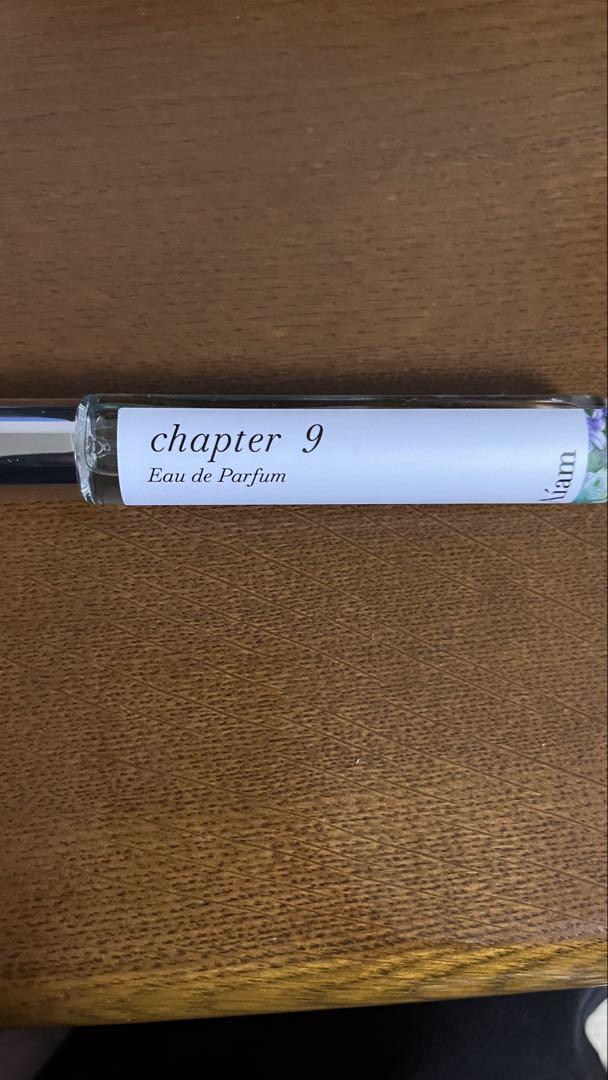 chapter 9
Eau de Parfum